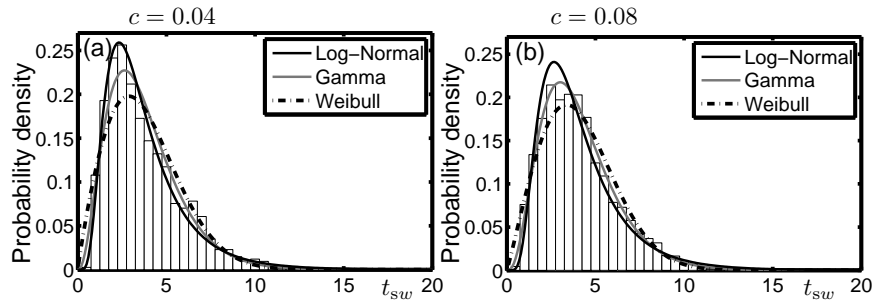 c = 0.04
c = 0.08
(a)
Log−Normal
Gamma
Weibull
Probability density
0.25
0.2
0.15
0.1
0.05
0
0 5 10 15 20
t_sw
(b)
Log−Normal
Gamma
Weibull
Probability density
0.25
0.2
0.15
0.1
0.05
0
0 5 10 15 20
t_sw